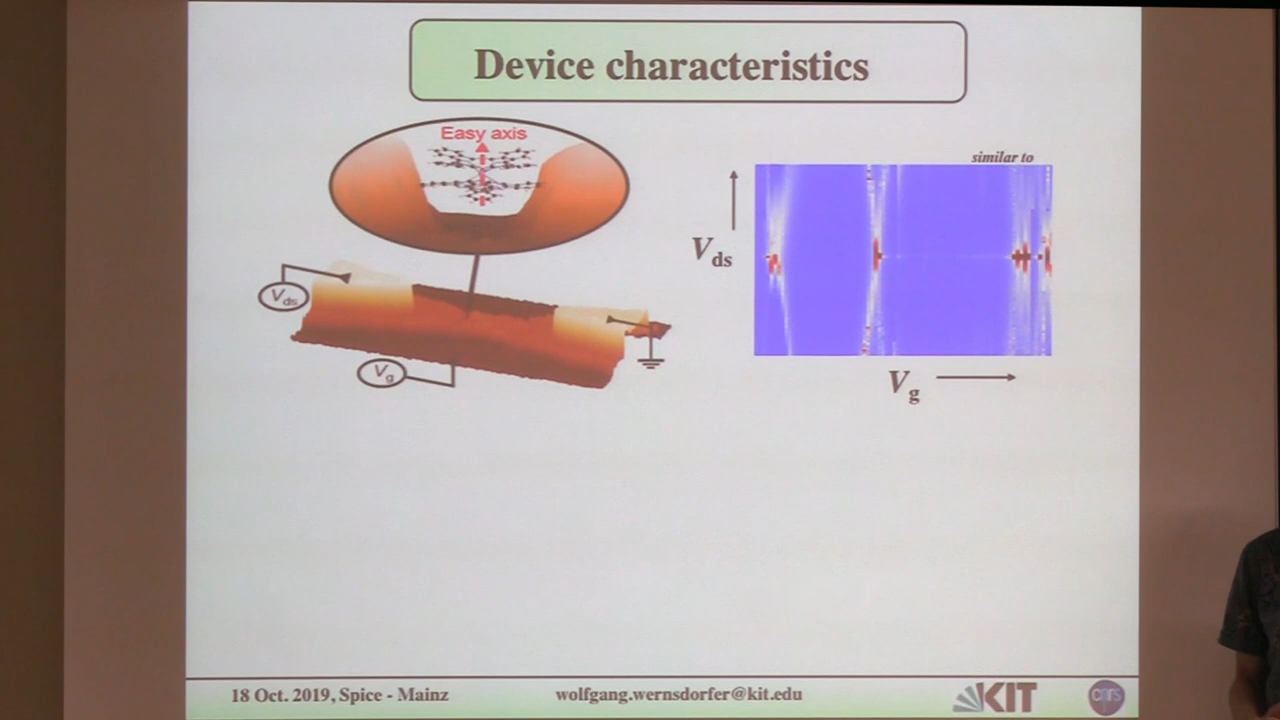 Device characteristics
Easy axis
similar to
Vds
Vds
Vg
Vg
18 Oct. 2019, Spice - Mainz
wolfgang.wernsdorfer@kit.edu
KIT
cnrs